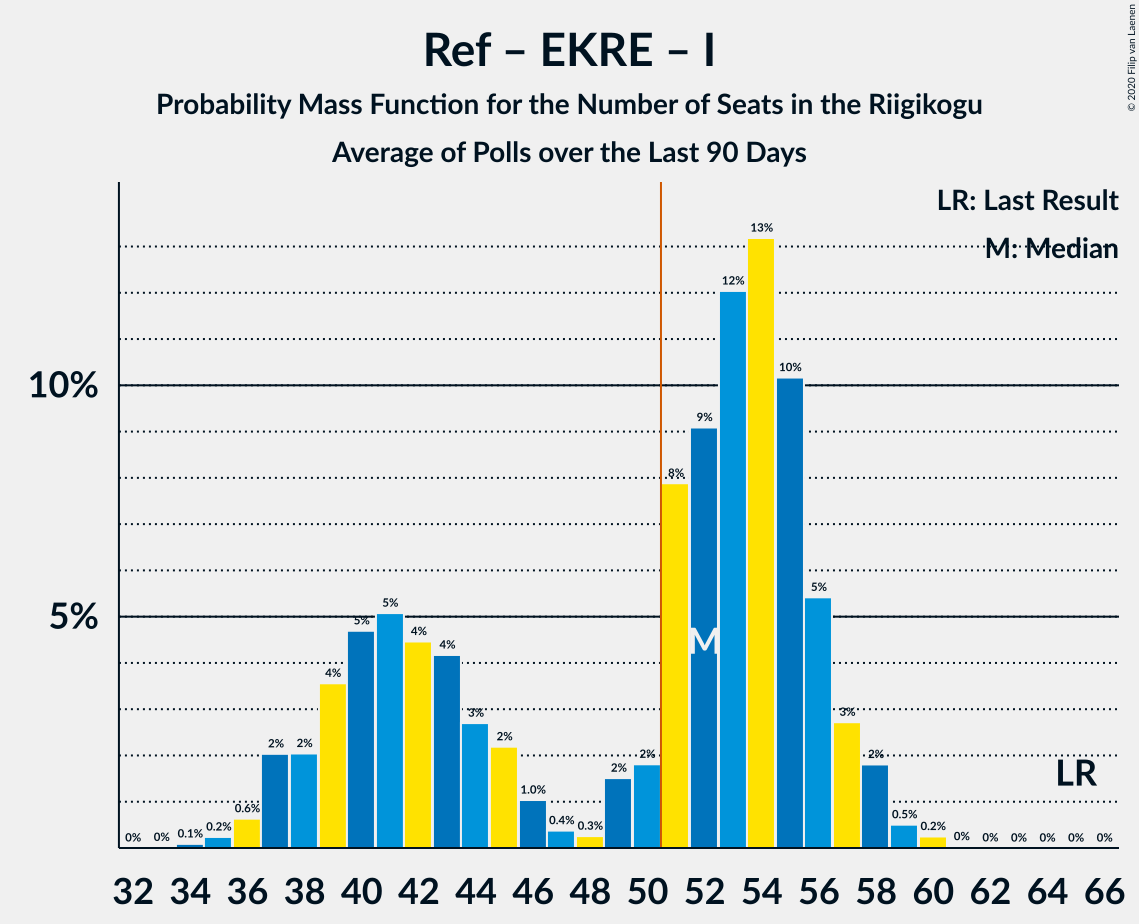 Ref – EKRE – I
Probability Mass Function for the Number of Seats in the Riigikogu
Average of Polls over the Last 90 Days
© 2020 Filip van Laenen
LR: Last Result
M: Median
10%
5%
0% 0% 0.1% 0.2% 0.6% 2% 2% 4% 5% 5% 4% 4% 3% 2% 1.0% 0.4% 0.3% 2% 2% 8% 9% 12% 13% 10% 5% 3% 2% 0.5% 0.2% 0% 0% 0% 0% 0% 0%
M
LR
32 34 36 38 40 42 44 46 48 50 52 54 56 58 60 62 64 66